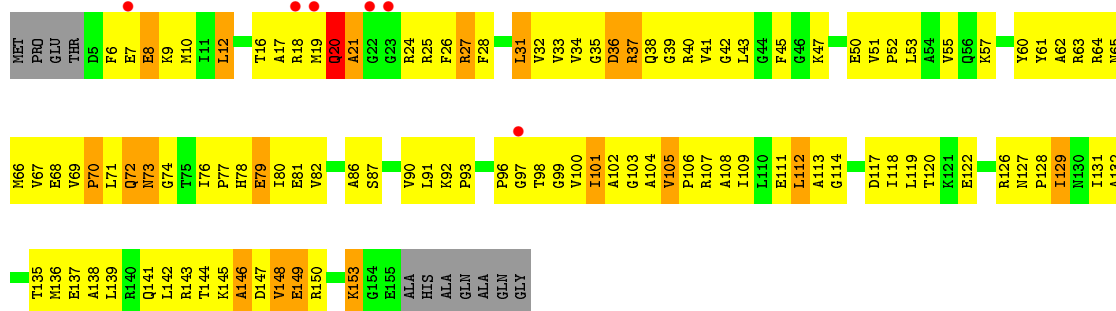 MET PRO GLU THR D5 F6 E7 E8 K9 M10 I11 L12 T16 A17 R18 M19 Q20 A21 G22 G23 R24 R25 F26 R27 F28 L31 V32 V33 V34 G35 D36 R37 Q38 G39 R40 V41 G42 L43 G44 F45 G46 K47 E50 V51 P52 L53 A54 V55 Q56 K57 Y60 Y61 A62 R63 R64 N65
M66 V67 E68 V69 P70 L71 Q72 N73 G74 T75 I76 P77 H78 E79 I80 E81 V82 A86 S87 V90 L91 K92 P93 P96 G97 T98 G99 V100 I101 A102 G103 A104 V105 P106 R107 A108 I109 L110 E111 L112 A113 G114 D117 I118 L119 T120 K121 E122 R126 N127 P128 I129 N130 I131 A132
T135 M136 E137 A138 L139 R140 Q141 L142 R143 T144 K145 A146 D147 V148 E149 R150 K153 G154 E155 ALA HIS ALA GLN ALA GLN GLY